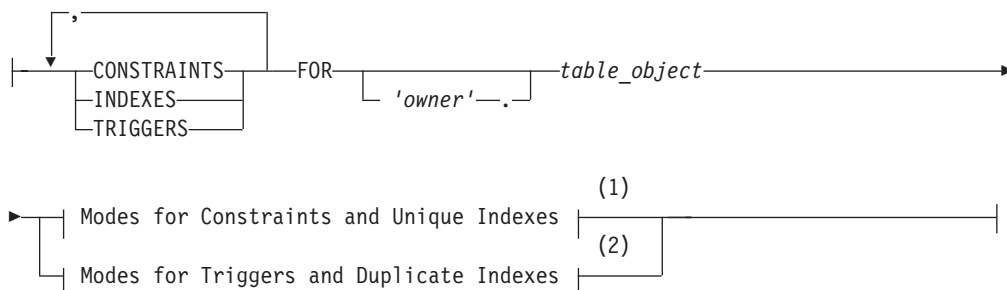 ,
CONSTRAINTS FOR 'owner' . table_object
INDEXES
TRIGGERS
Modes for Constraints and Unique Indexes (1)
Modes for Triggers and Duplicate Indexes (2)